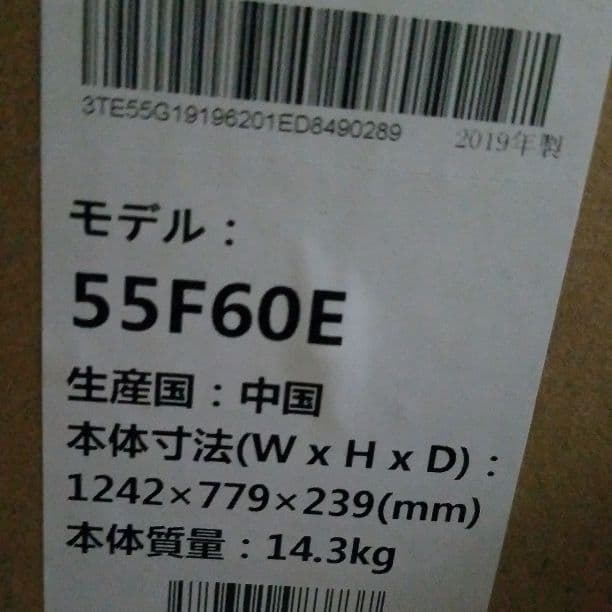 3TE55G19196201ED8490289
2019年製
モデル：
55F60E
生産国：中国
本体寸法(W x H x D)：
1242×779×239(mm)
本体質量：14.3kg